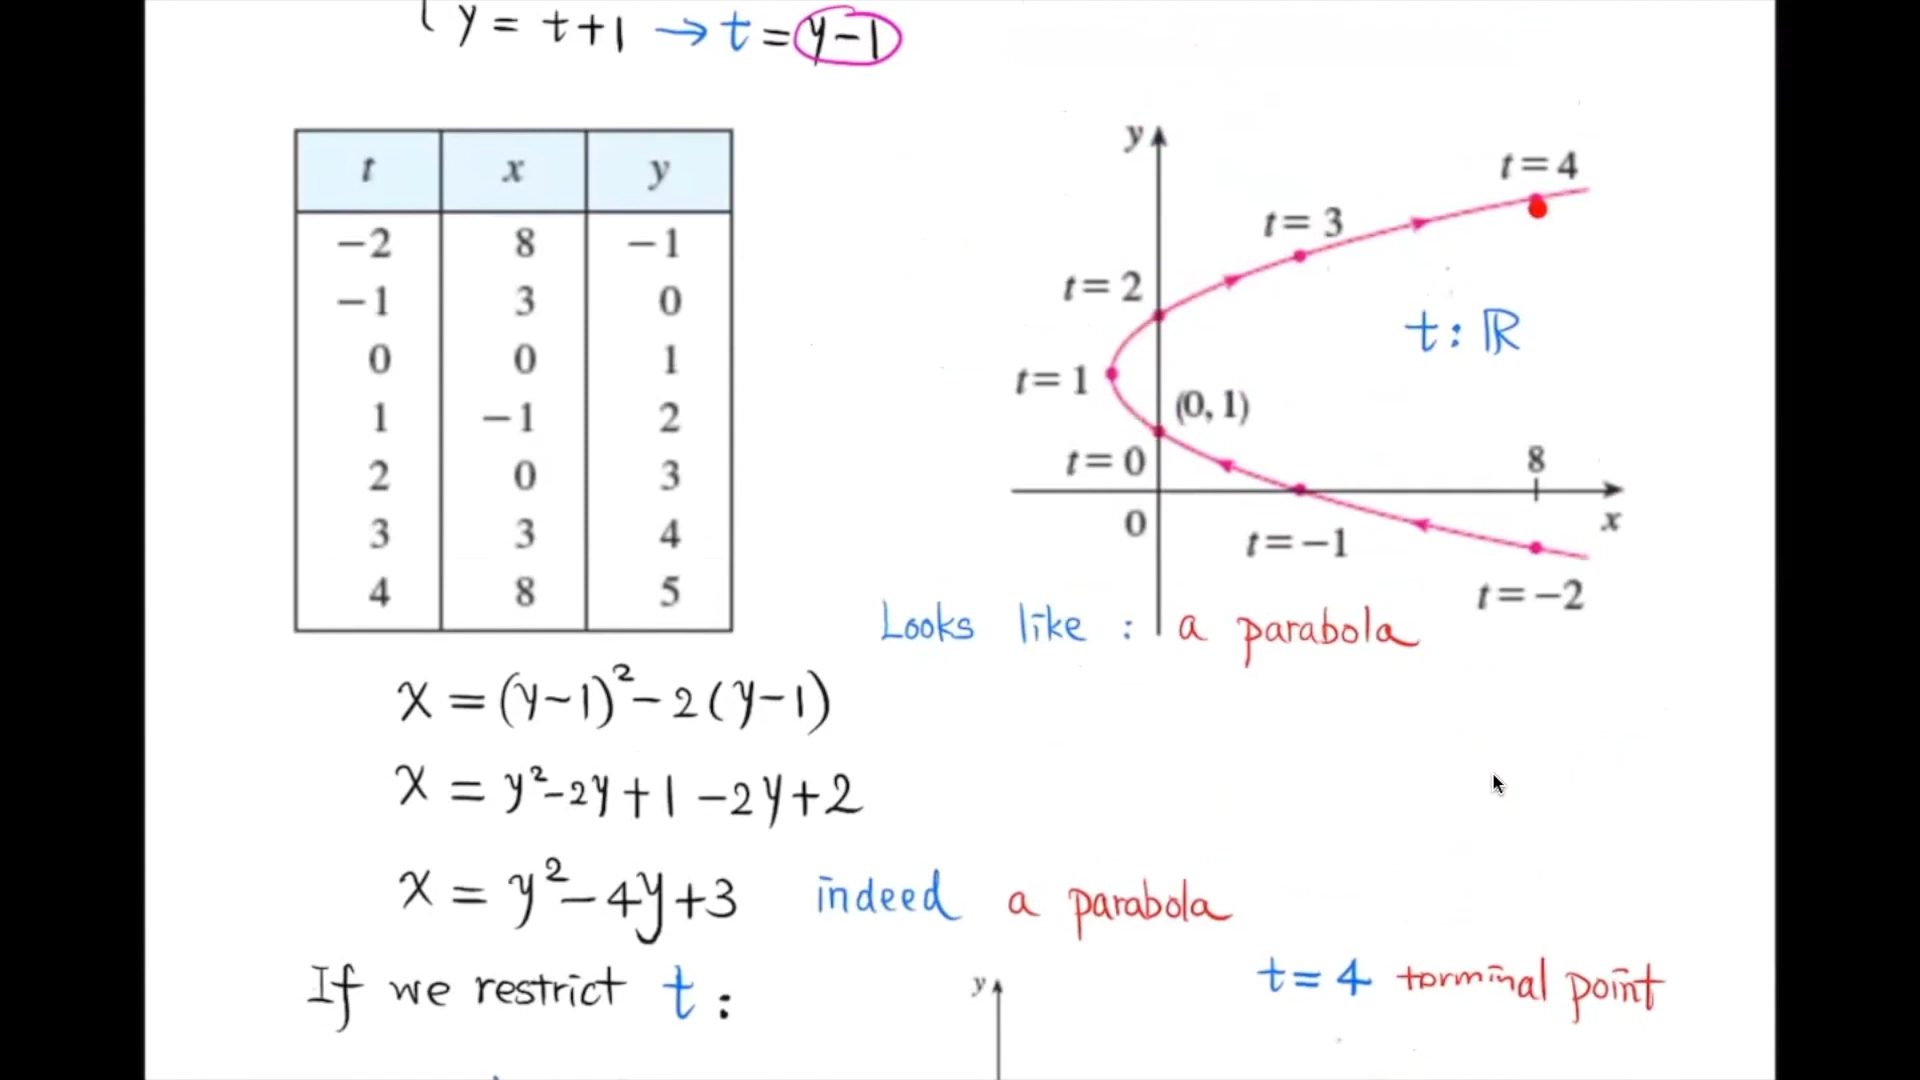 y = t+1 → t = y-1
t x y
−2 8 −1
−1 3 0
0 0 1
1 −1 2
2 0 3
3 3 4
4 8 5
y
t = 4
t = 3
t = 2
t: ℝ
t = 1
(0, 1)
t = 0
8
0
x
t = −1
t = −2
Looks like : a parabola
x = (y-1)² - 2(y-1)
x = y² - 2y + 1 - 2y + 2
x = y² - 4y + 3 indeed a parabola
If we restrict t :
y
t = 4 terminal point